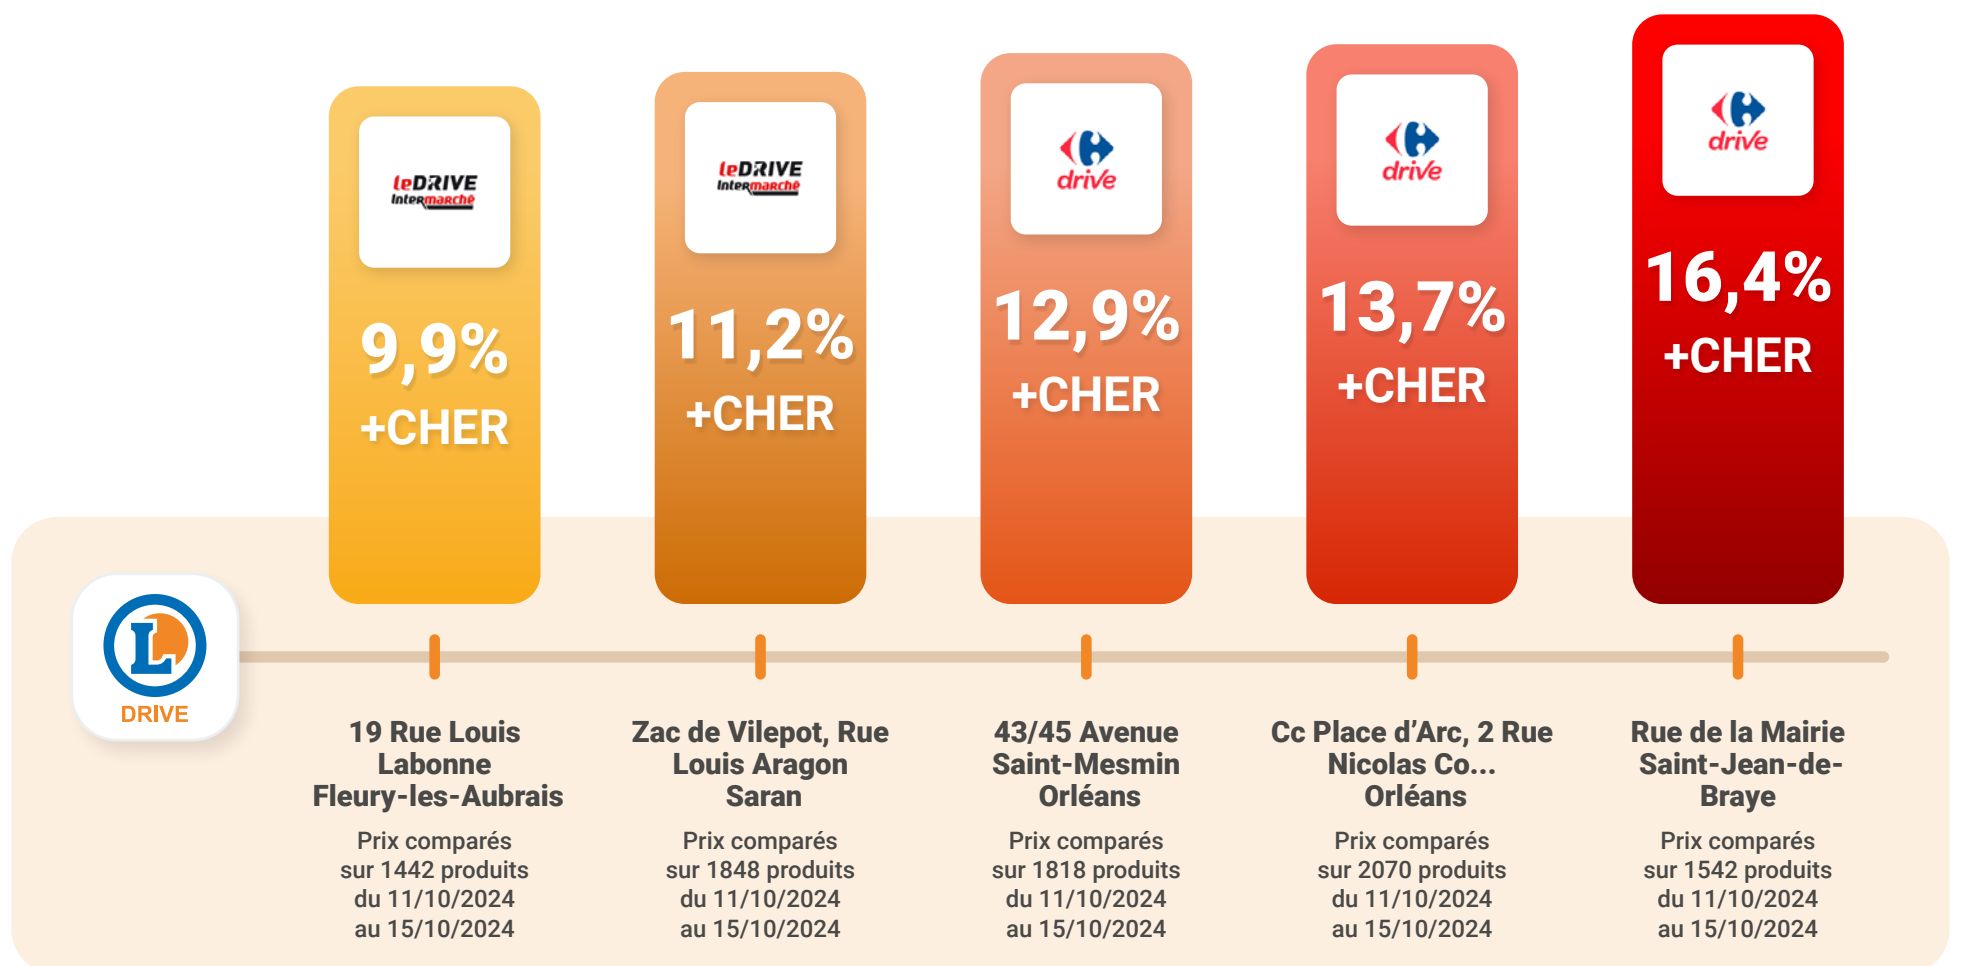 leDRIVE
Intermarché
9,9%
+CHER
leDRIVE
Intermarché
11,2%
+CHER
drive
12,9%
+CHER
drive
13,7%
+CHER
drive
16,4%
+CHER
L
DRIVE
19 Rue Louis
Labonne
Fleury-les-Aubrais
Prix comparés
sur 1442 produits
du 11/10/2024
au 15/10/2024
Zac de Vilepot, Rue
Louis Aragon
Saran
Prix comparés
sur 1848 produits
du 11/10/2024
au 15/10/2024
43/45 Avenue
Saint-Mesmin
Orléans
Prix comparés
sur 1818 produits
du 11/10/2024
au 15/10/2024
Cc Place d’Arc, 2 Rue
Nicolas Co...
Orléans
Prix comparés
sur 2070 produits
du 11/10/2024
au 15/10/2024
Rue de la Mairie
Saint-Jean-de-
Braye
Prix comparés
sur 1542 produits
du 11/10/2024
au 15/10/2024